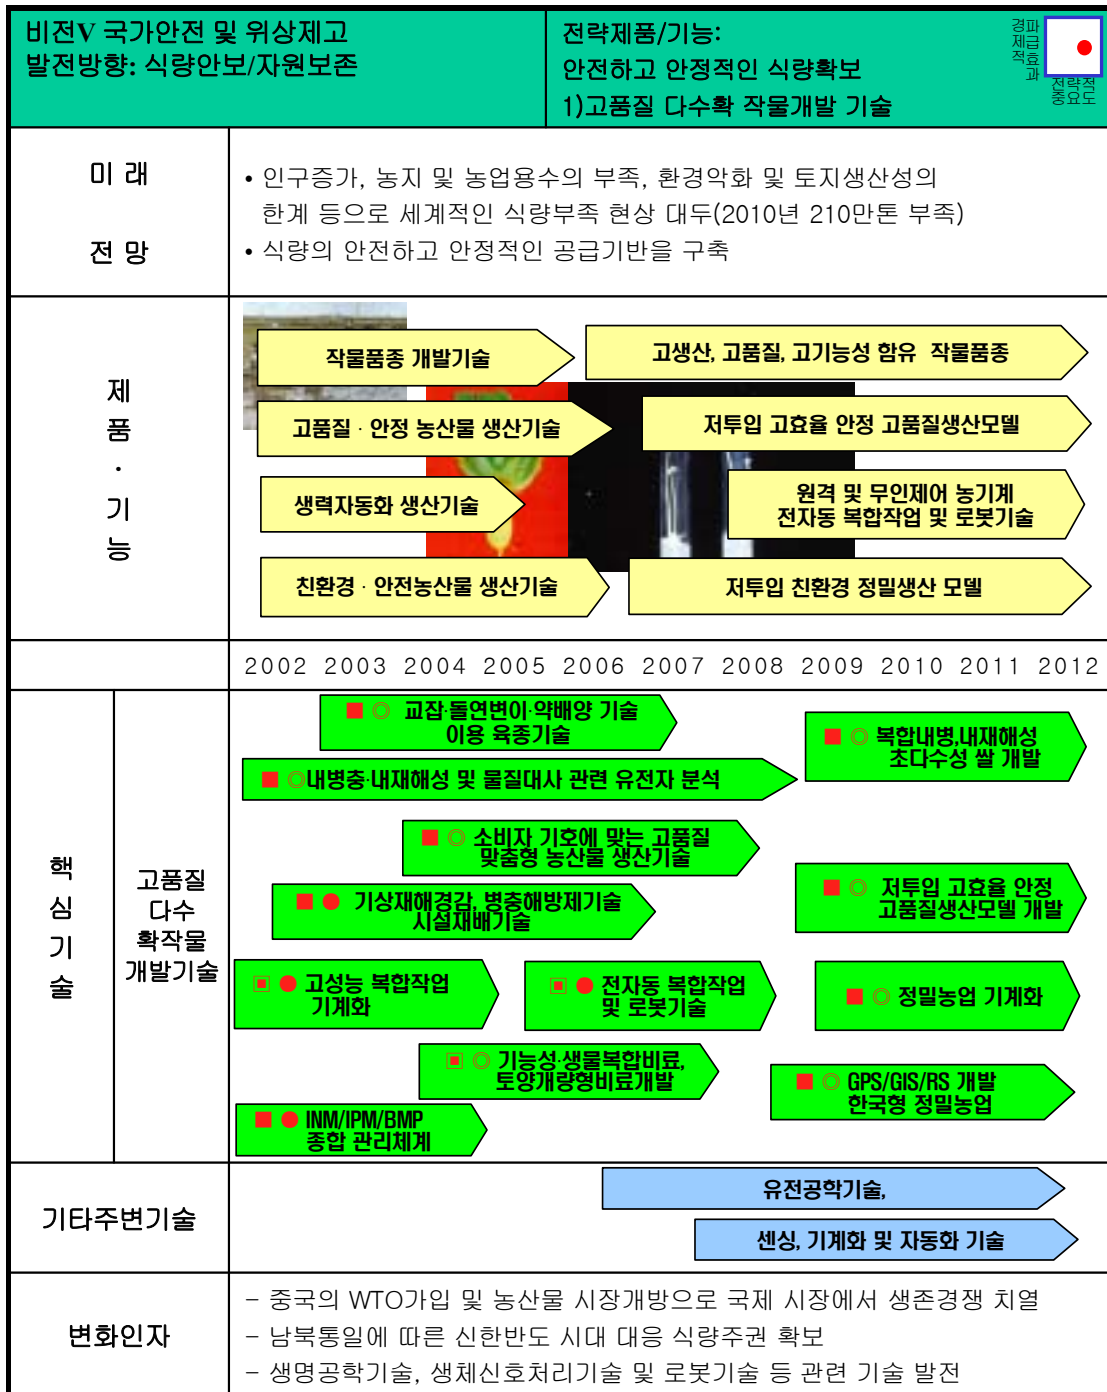 비전V 국가안전 및 위상제고
발전방향: 식량안보/자원보존
전략제품/기능:
안전하고 안정적인 식량확보
1)고품질 다수확 작물개발 기술
경제적
파급효과
전략적
중요도
미 래
전 망
• 인구증가, 농지 및 농업용수의 부족, 환경악화 및 토지생산성의
한계 등으로 세계적인 식량부족 현상 대두(2010년 210만톤 부족)
• 식량의 안전하고 안정적인 공급기반을 구축
제
품
·
기
능
작물품종 개발기술
고생산, 고품질, 고기능성 함유 작물품종
고품질 · 안정 농산물 생산기술
저투입 고효율 안정 고품질생산모델
생력자동화 생산기술
원격 및 무인제어 농기계
전자동 복합작업 및 로봇기술
친환경 · 안전농산물 생산기술
저투입 친환경 정밀생산 모델
2002 2003 2004 2005 2006 2007 2008 2009 2010 2011 2012
핵
심
기
술
고품질
다수
확작물
개발기술
■ ◎ 교잡·돌연변이·약배양 기술
이용 육종기술
■ ◎ 복합내병,내재해성
초다수성 쌀 개발
■ ◎내병충·내재해성 및 물질대사 관련 유전자 분석
■ ◎ 소비자 기호에 맞는 고품질
맞춤형 농산물 생산기술
■ ● 기상재해경감, 병충해방제기술
시설재배기술
■ ◎ 저투입 고효율 안정
고품질생산모델 개발
▣ ● 고성능 복합작업
기계화
▣ ● 전자동 복합작업
및 로봇기술
■ ◎ 정밀농업 기계화
▣ ◎ 기능성·생물복합비료,
토양개량형비료개발
■ ◎ GPS/GIS/RS 개발
한국형 정밀농업
■ ● INM/IPM/BMP
종합 관리체계
기타주변기술
유전공학기술,
센싱, 기계화 및 자동화 기술
변화인자
- 중국의 WTO가입 및 농산물 시장개방으로 국제 시장에서 생존경쟁 치열
- 남북통일에 따른 신한반도 시대 대응 식량주권 확보
- 생명공학기술, 생체신호처리기술 및 로봇기술 등 관련 기술 발전